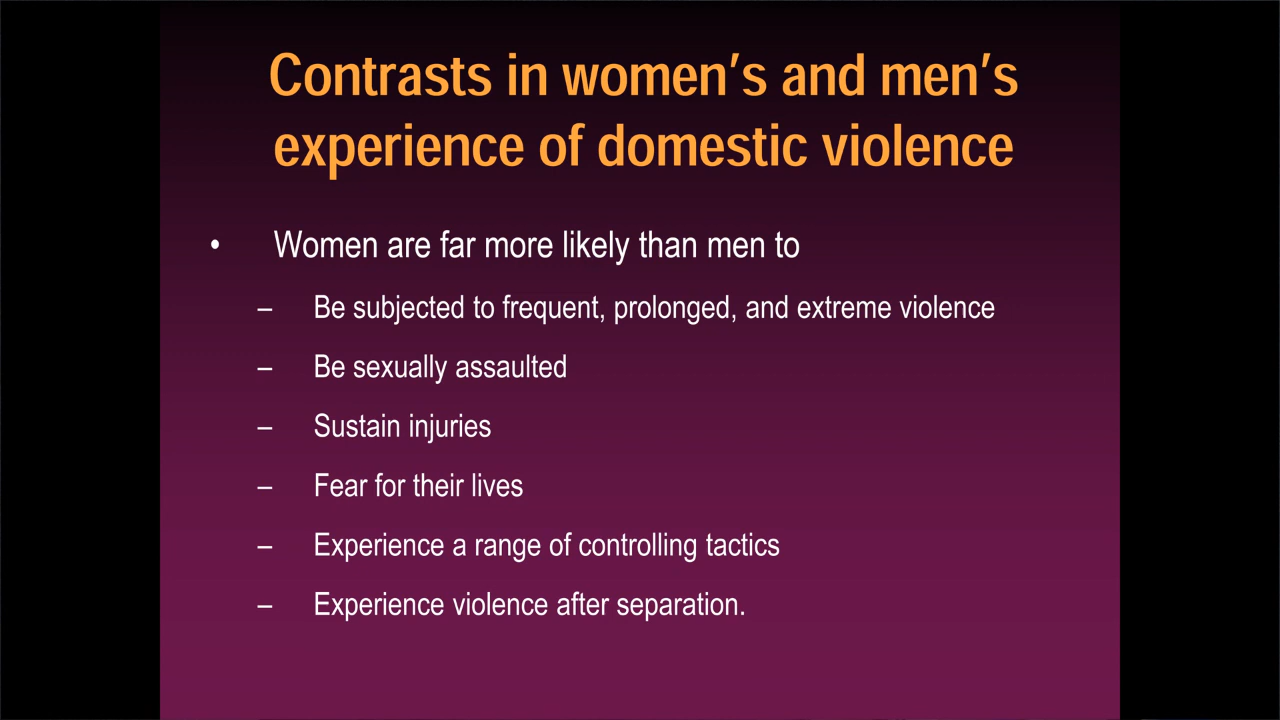 Contrasts in women's and men's
experience of domestic violence
• Women are far more likely than men to
– Be subjected to frequent, prolonged, and extreme violence
– Be sexually assaulted
– Sustain injuries
– Fear for their lives
– Experience a range of controlling tactics
– Experience violence after separation.